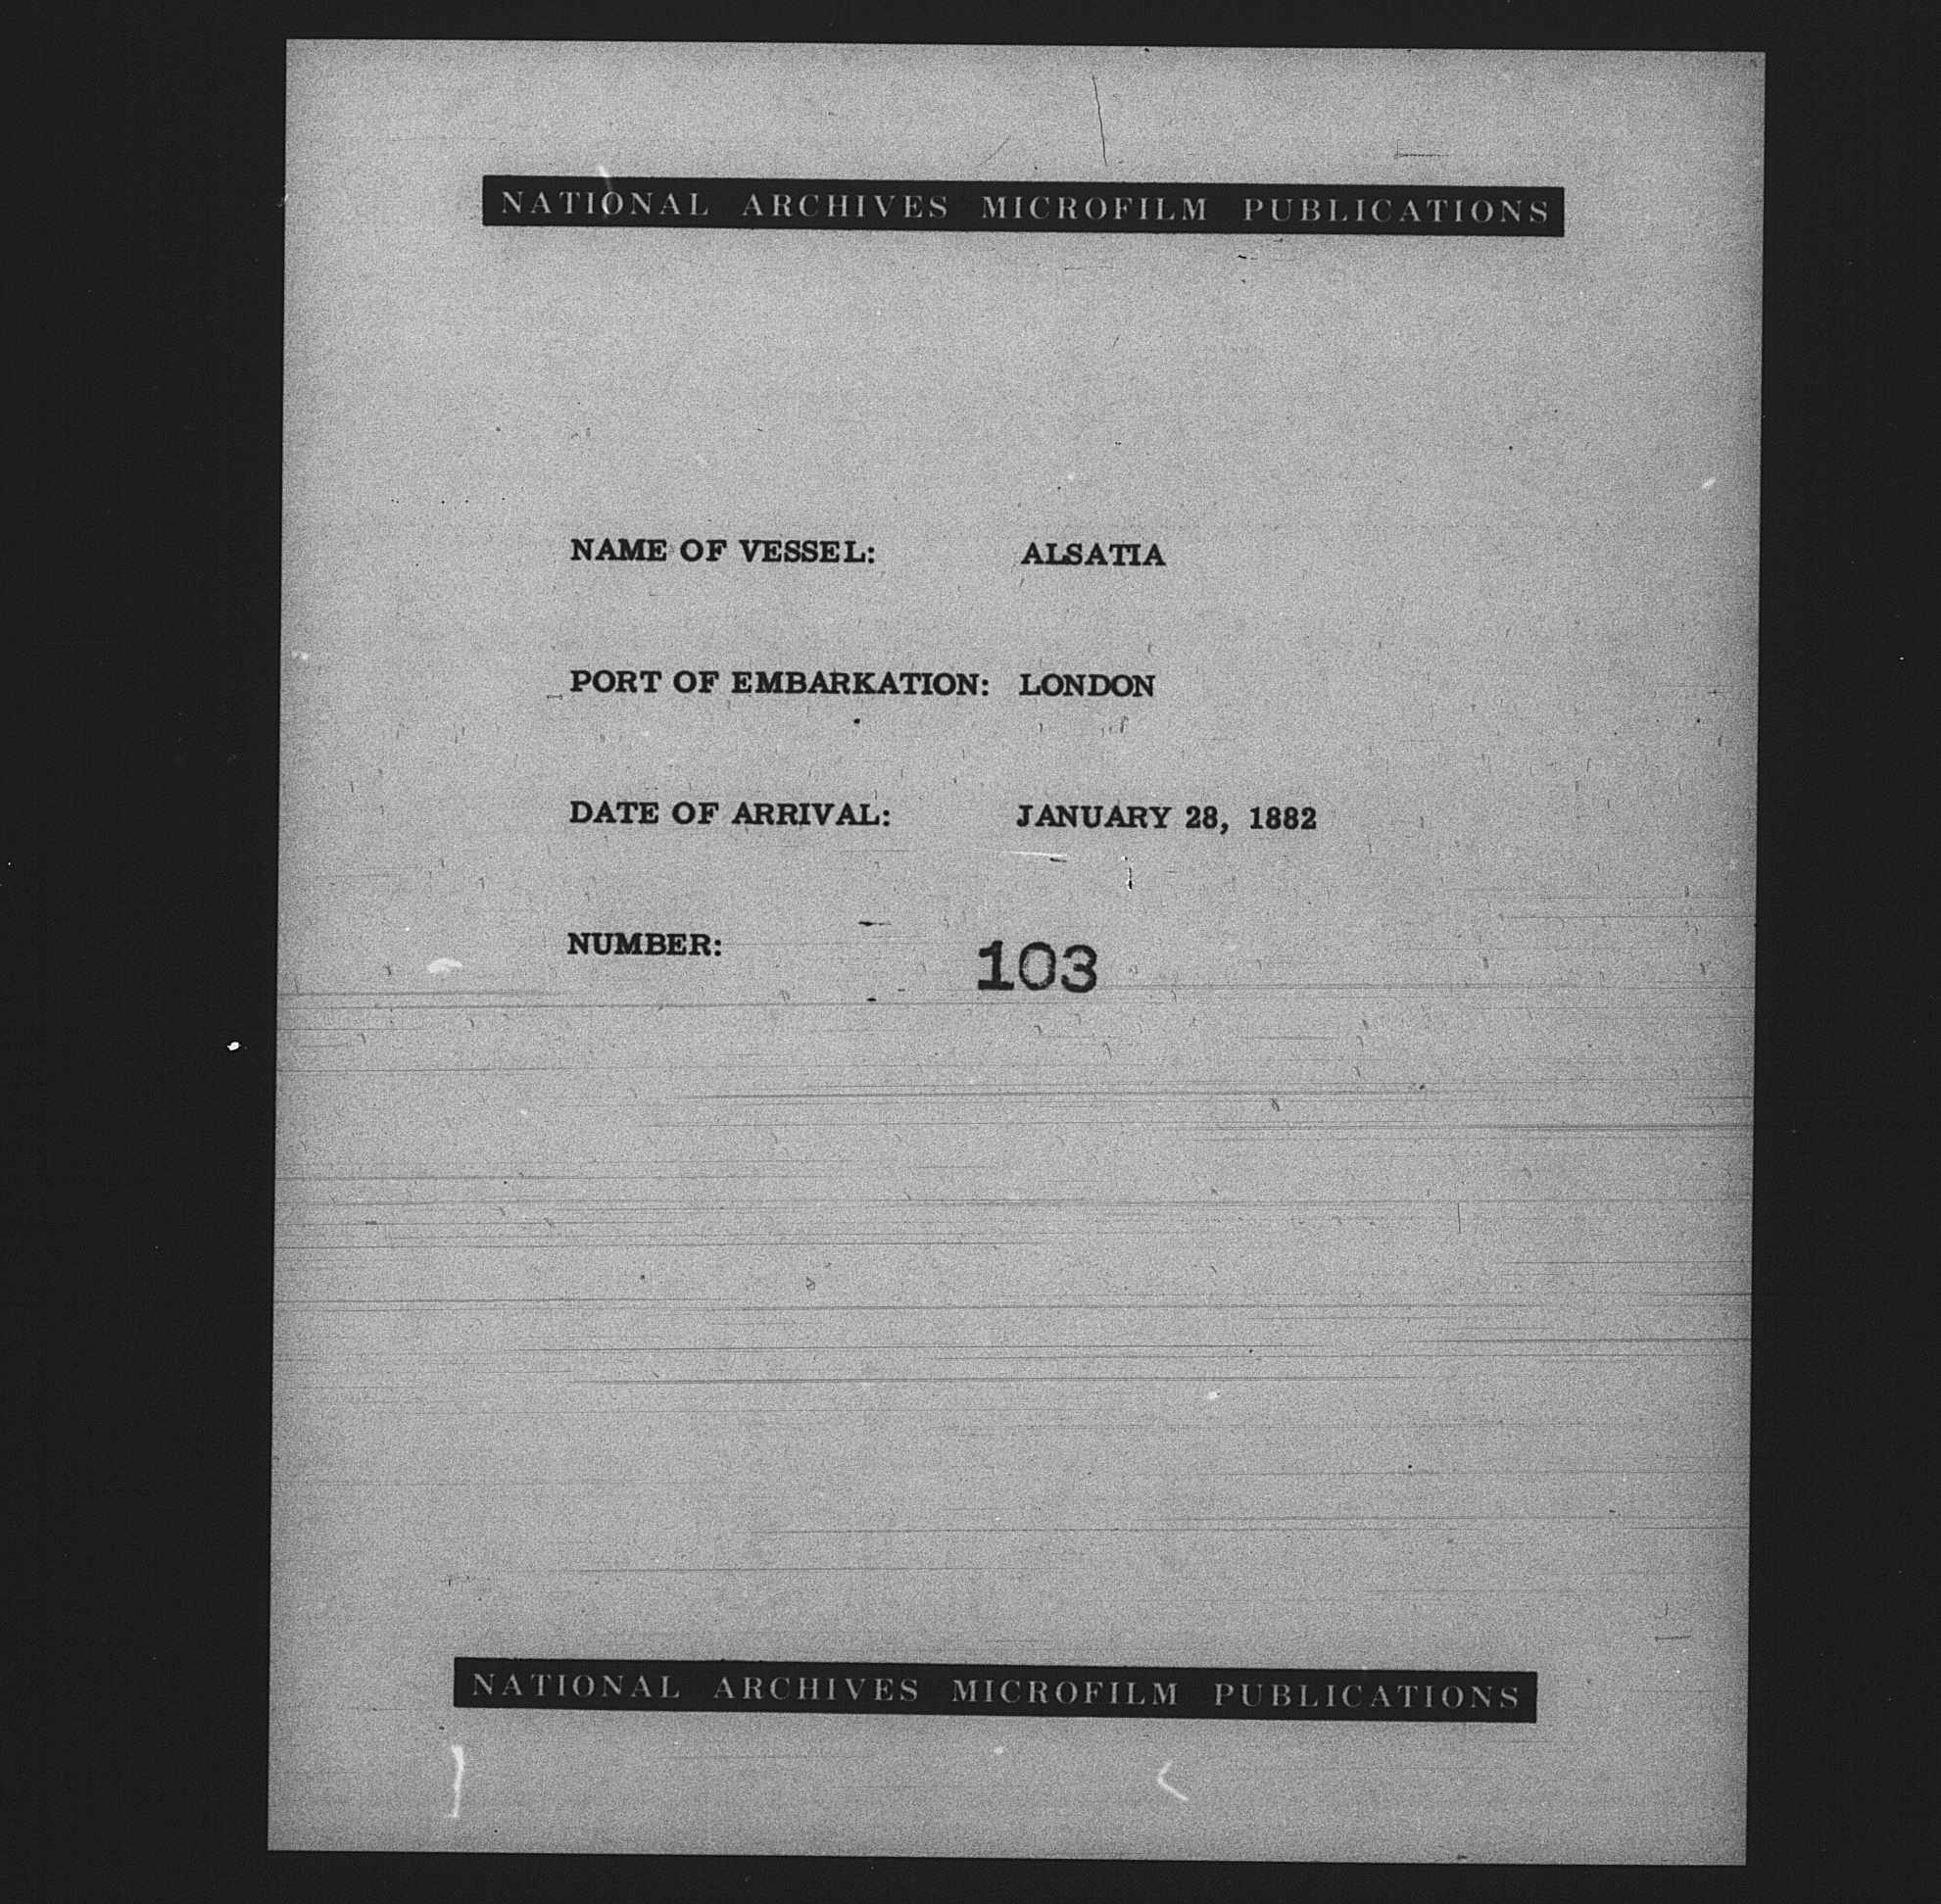 NATIONAL ARCHIVES MICROFILM PUBLICATIONS
NAME OF VESSEL: ALSATIA
PORT OF EMBARKATION: LONDON
DATE OF ARRIVAL: JANUARY 28, 1882
NUMBER: 103
NATIONAL ARCHIVES MICROFILM PUBLICATIONS